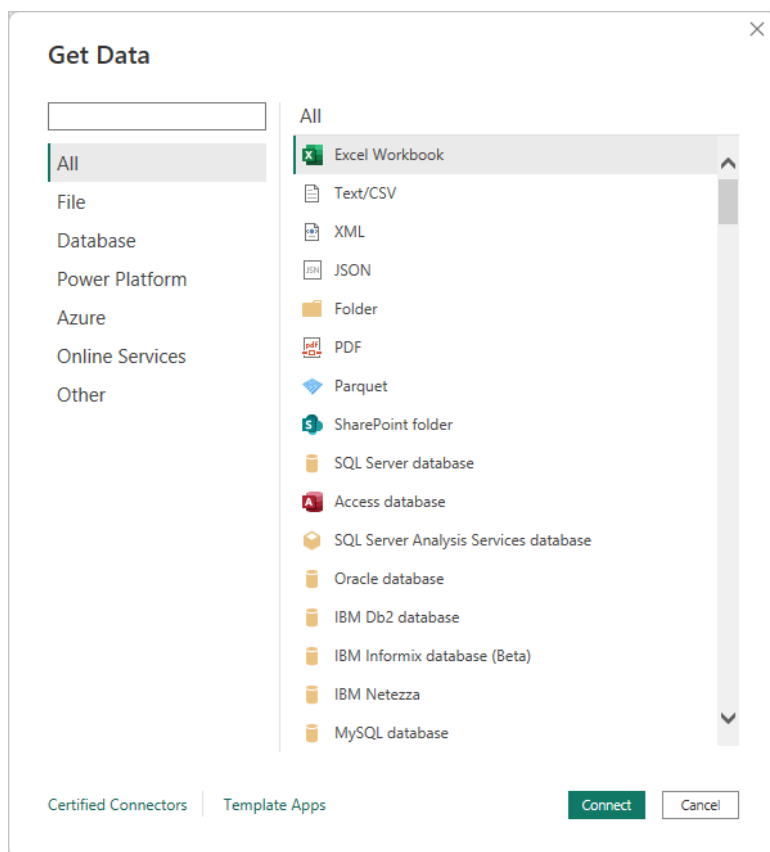 Get Data
All
File
Database
Power Platform
Azure
Online Services
Other
All
Excel Workbook
Text/CSV
XML
JSN JSON
Folder
pdf PDF
Parquet
S SharePoint folder
SQL Server database
A Access database
SQL Server Analysis Services database
Oracle database
IBM Db2 database
IBM Informix database (Beta)
IBM Netezza
MySQL database
Certified Connectors
Template Apps
Connect
Cancel